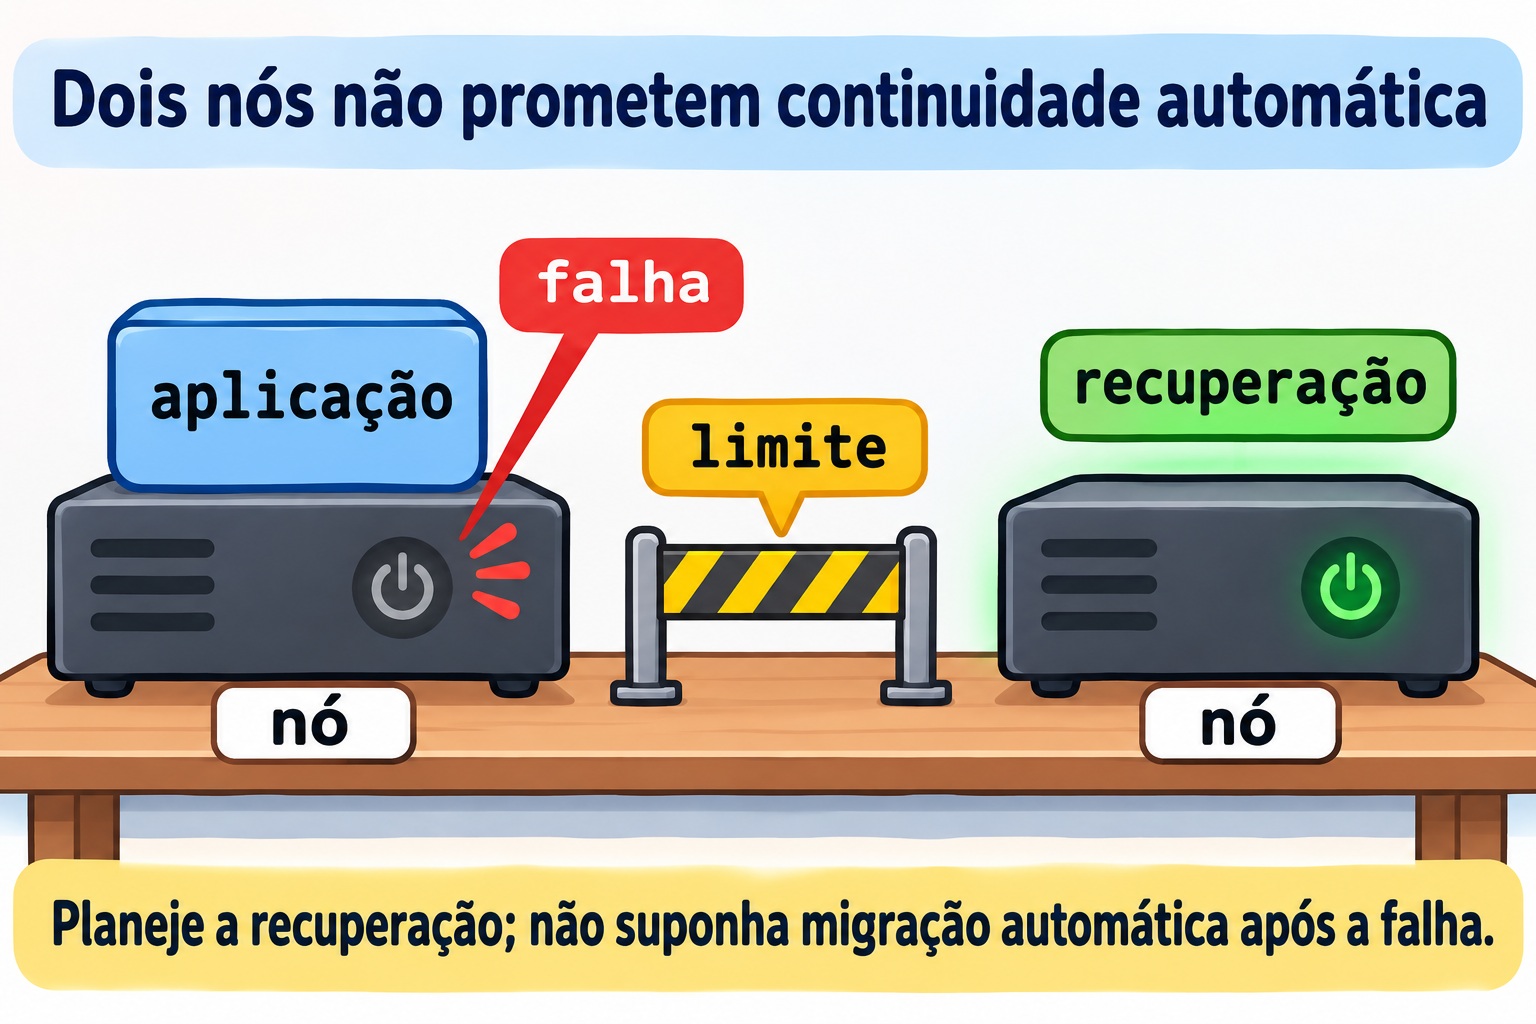 Dois nós não prometem continuidade automática
falha
aplicação
recuperação
limite
nó
nó
Planeje a recuperação; não suponha migração automática após a falha.